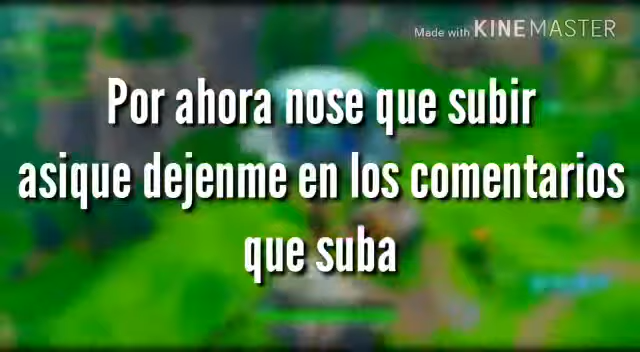 Made with KINEMASTER
Por ahora nose que subir
asique dejenme en los comentarios
que suba